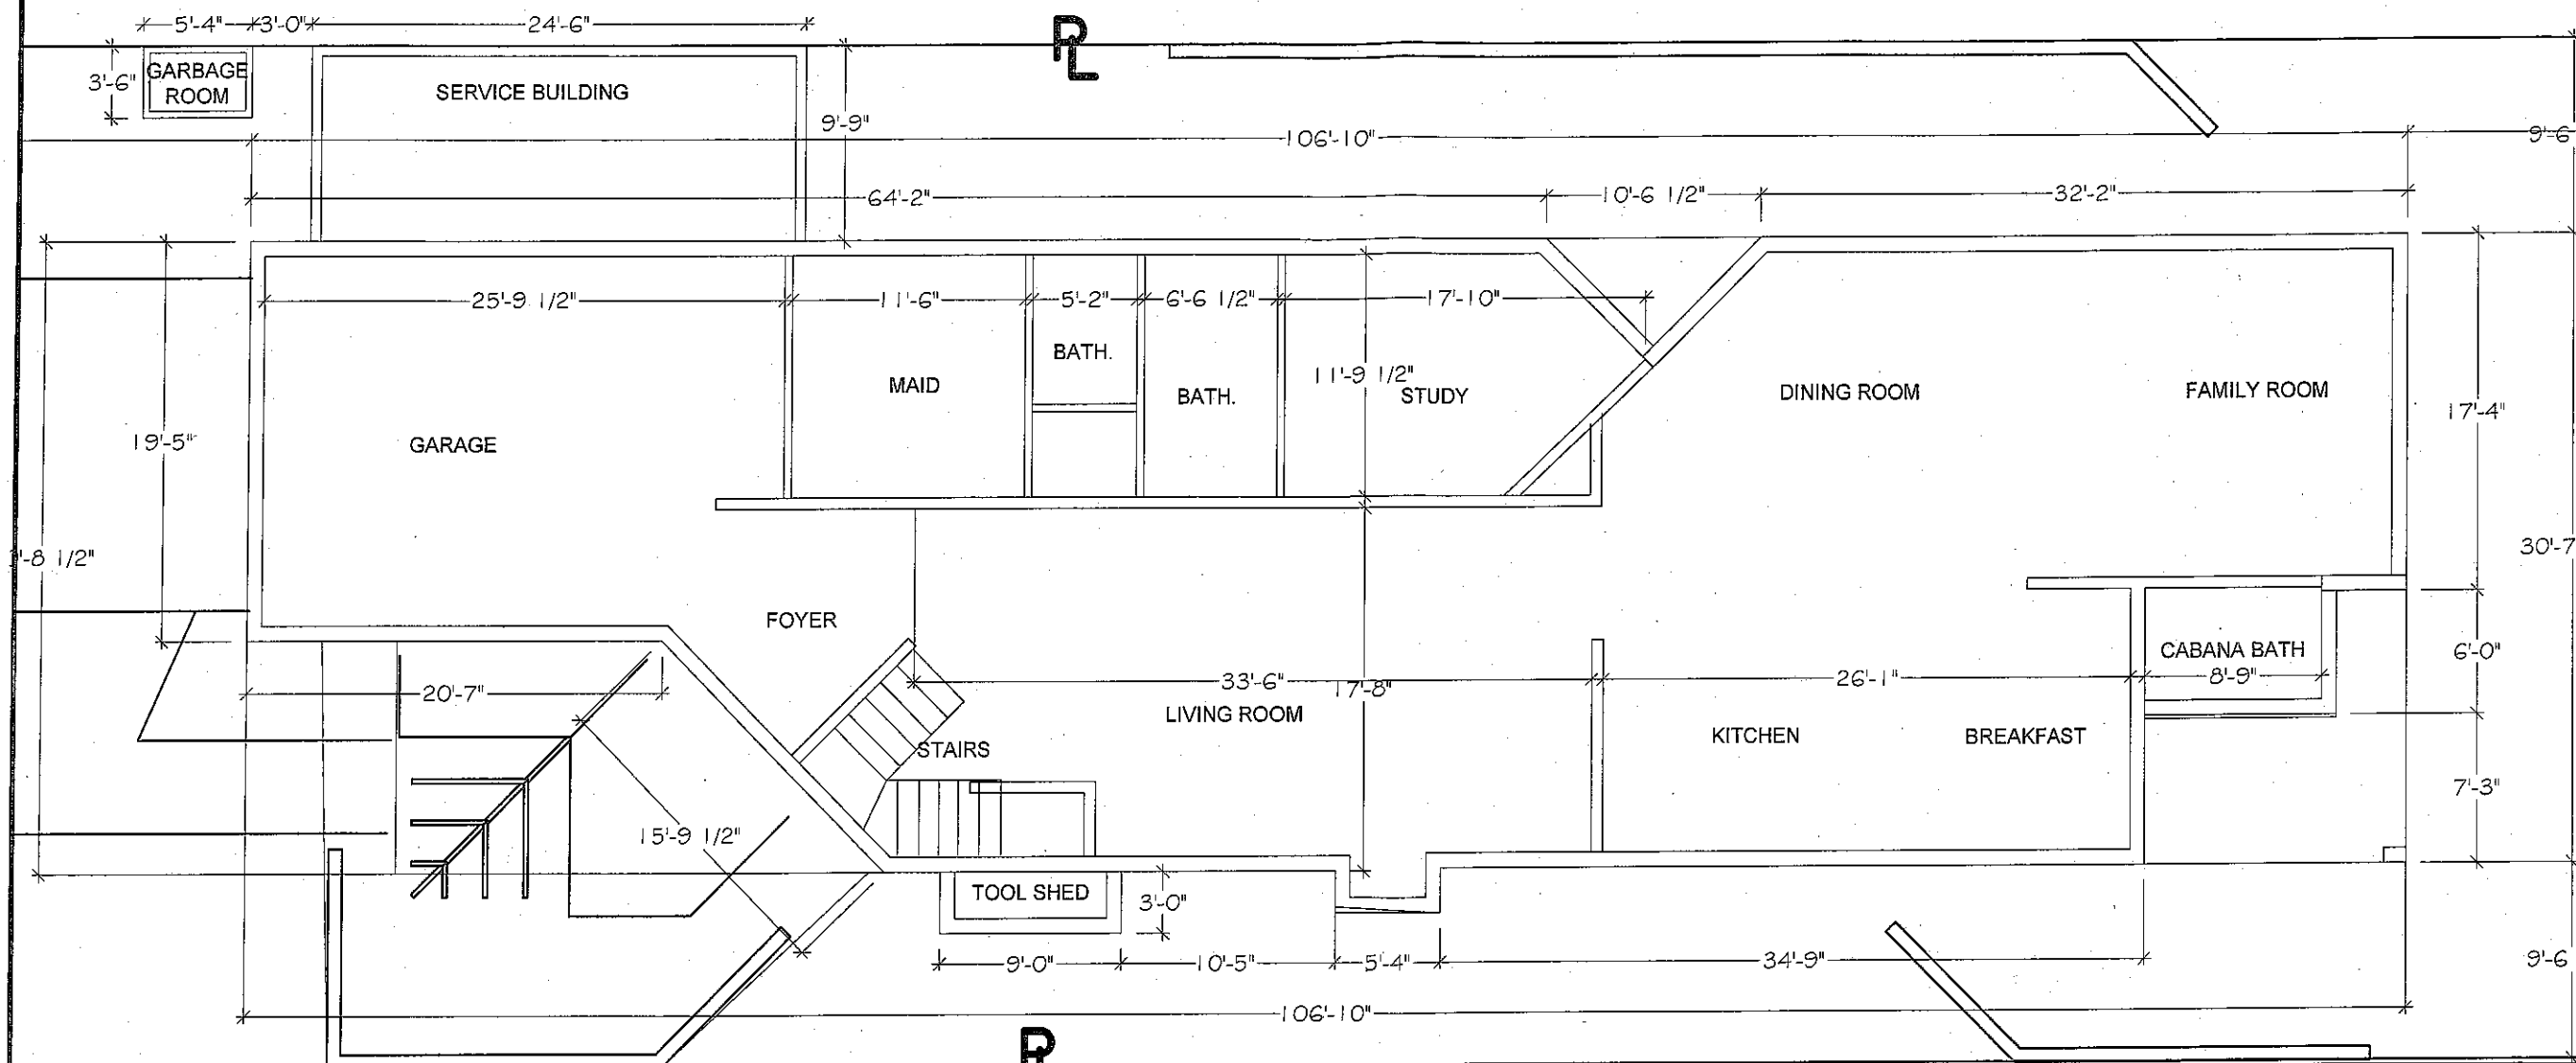 5'-4" 3'-0" 24'-6"
PL
GARBAGE
ROOM
3'-6"
SERVICE BUILDING
9'-9"
106'-10"
9'-6
64'-2" 10'-6 1/2" 32'-2"
25'-9 1/2" 11'-6" 5'-2" 6'-6 1/2" 17'-10"
BATH.
11'-9 1/2"
MAID
BATH.
STUDY
DINING ROOM
FAMILY ROOM
17'-4"
19'-5"
GARAGE
'-8 1/2"
30'-7
FOYER
CABANA BATH
6'-0"
20'-7"
33'-6"
17'-8"
26'-1"
8'-9"
LIVING ROOM
STAIRS
KITCHEN
BREAKFAST
7'-3"
15'-9 1/2"
TOOL SHED
3'-0"
9'-0" 10'-5" 5'-4" 34'-9"
9'-6
106'-10"